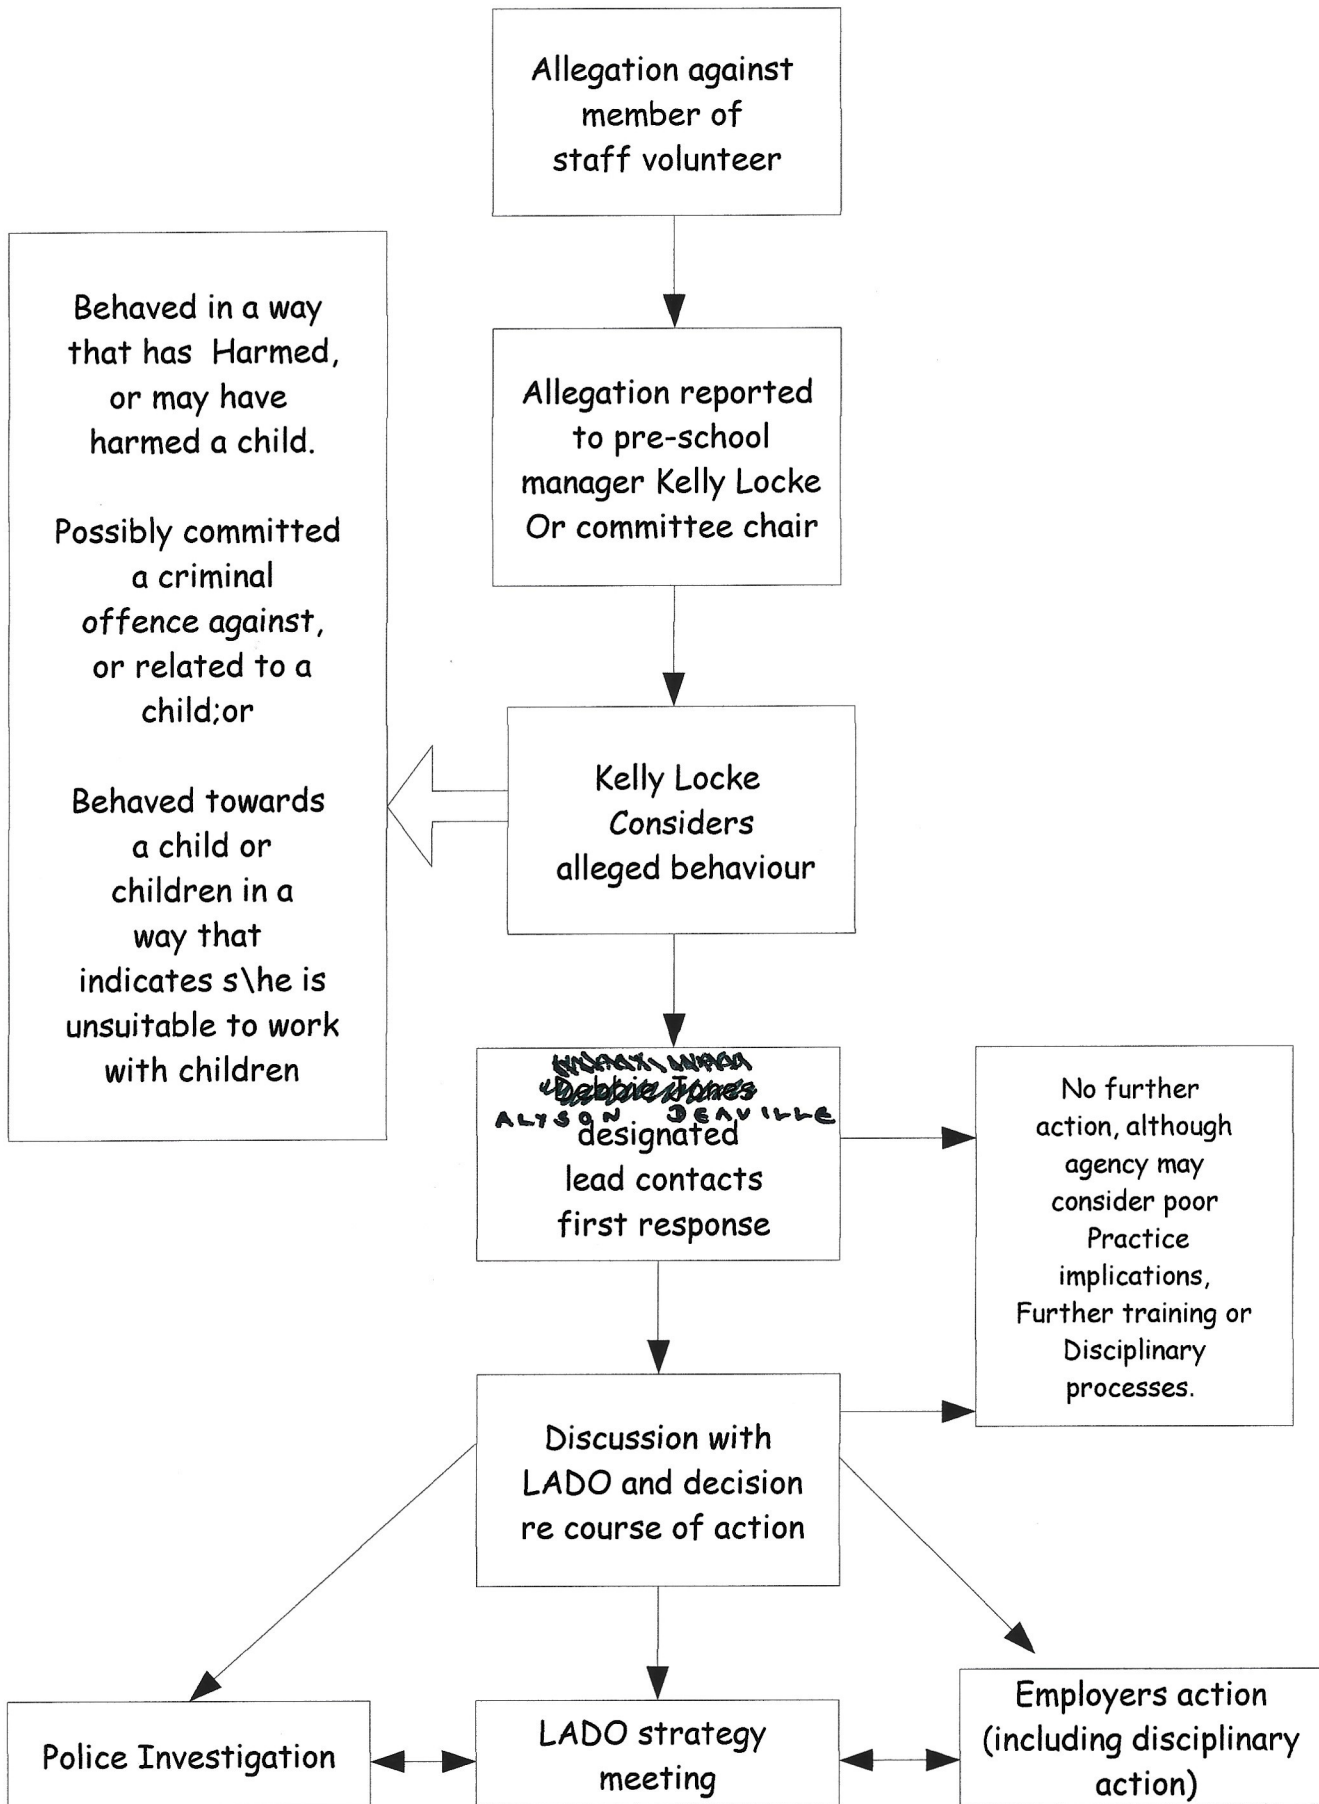 Allegation against
member of
staff volunteer
Behaved in a way
that has Harmed,
or may have
harmed a child.
Possibly committed
a criminal
offence against,
or related to a
child;or
Behaved towards
a child or
children in a
way that
indicates s\he is
unsuitable to work
with children
Allegation reported
to pre-school
manager Kelly Locke
Or committee chair
Kelly Locke
Considers
alleged behaviour
Debbie Jones
ALYSON DEAVILLE
designated
lead contacts
first response
No further
action, although
agency may
consider poor
Practice
implications,
Further training or
Disciplinary
processes.
Discussion with
LADO and decision
re course of action
Police Investigation
LADO strategy
meeting
Employers action
(including disciplinary
action)